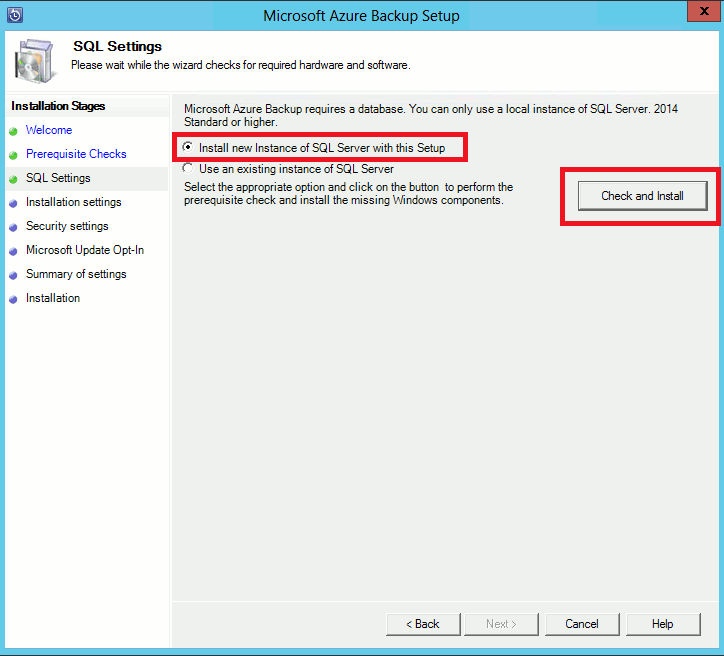 Microsoft Azure Backup Setup
x
SQL Settings
Please wait while the wizard checks for required hardware and software.
Installation Stages
Welcome
Prerequisite Checks
SQL Settings
Installation settings
Security settings
Microsoft Update Opt-In
Summary of settings
Installation
Microsoft Azure Backup requires a database. You can only use a local instance of SQL Server. 2014
Standard or higher.
Install new Instance of SQL Server with this Setup
Use an existing instance of SQL Server
Select the appropriate option and click on the button to perform the
prerequisite check and install the missing Windows components.
Check and Install
< Back
Next >
Cancel
Help